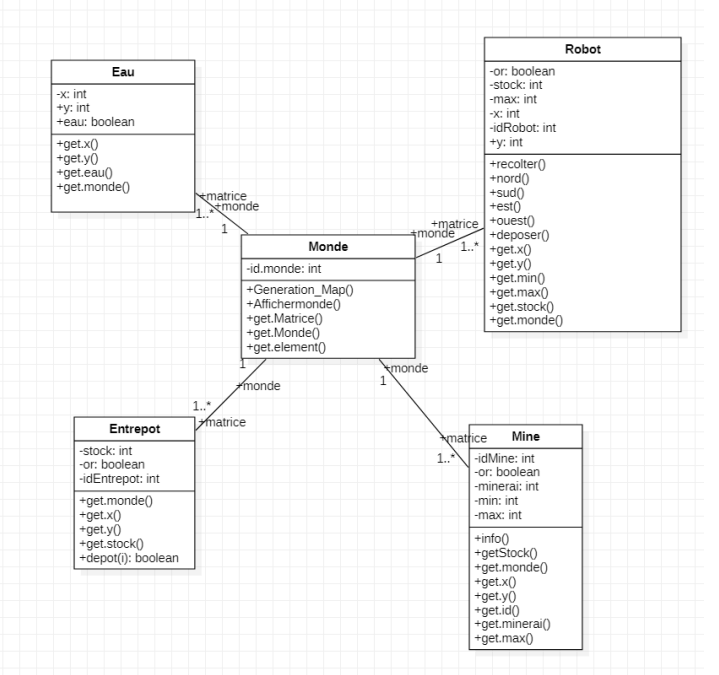 Eau
-x: int
+y: int
+eau: boolean
+get.x()
+get.y()
+get.eau()
+get.monde()
Robot
-or: boolean
-stock: int
-max: int
-x: int
-idRobot: int
+y: int
+recolter()
+nord()
+sud()
+est()
+ouest()
+deposer()
+get.x()
+get.y()
+get.min()
+get.max()
+get.stock()
+get.monde()
+matrice
+monde
1..*
1
+matrice
+monde
1..*
1
Monde
-id.monde: int
+Generation_Map()
+Affichermonde()
+get.Matrice()
+get.Monde()
+get.element()
1
+monde
1..*
+matrice
+monde
1
+matrice
1..*
Entrepot
-stock: int
-or: boolean
-idEntrepot: int
+get.monde()
+get.x()
+get.y()
+get.stock()
+depot(i): boolean
Mine
-idMine: int
-or: boolean
-minerai: int
-min: int
-max: int
+info()
+getStock()
+get.monde()
+get.x()
+get.y()
+get.id()
+get.minerai()
+get.max()